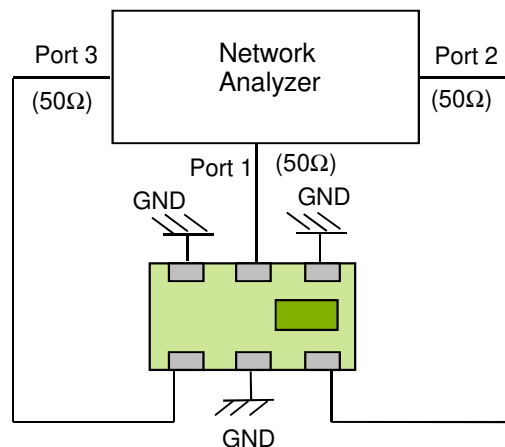 Port 3
Network
Analyzer
Port 2
(50Ω)
(50Ω)
Port 1
(50Ω)
GND
GND
GND